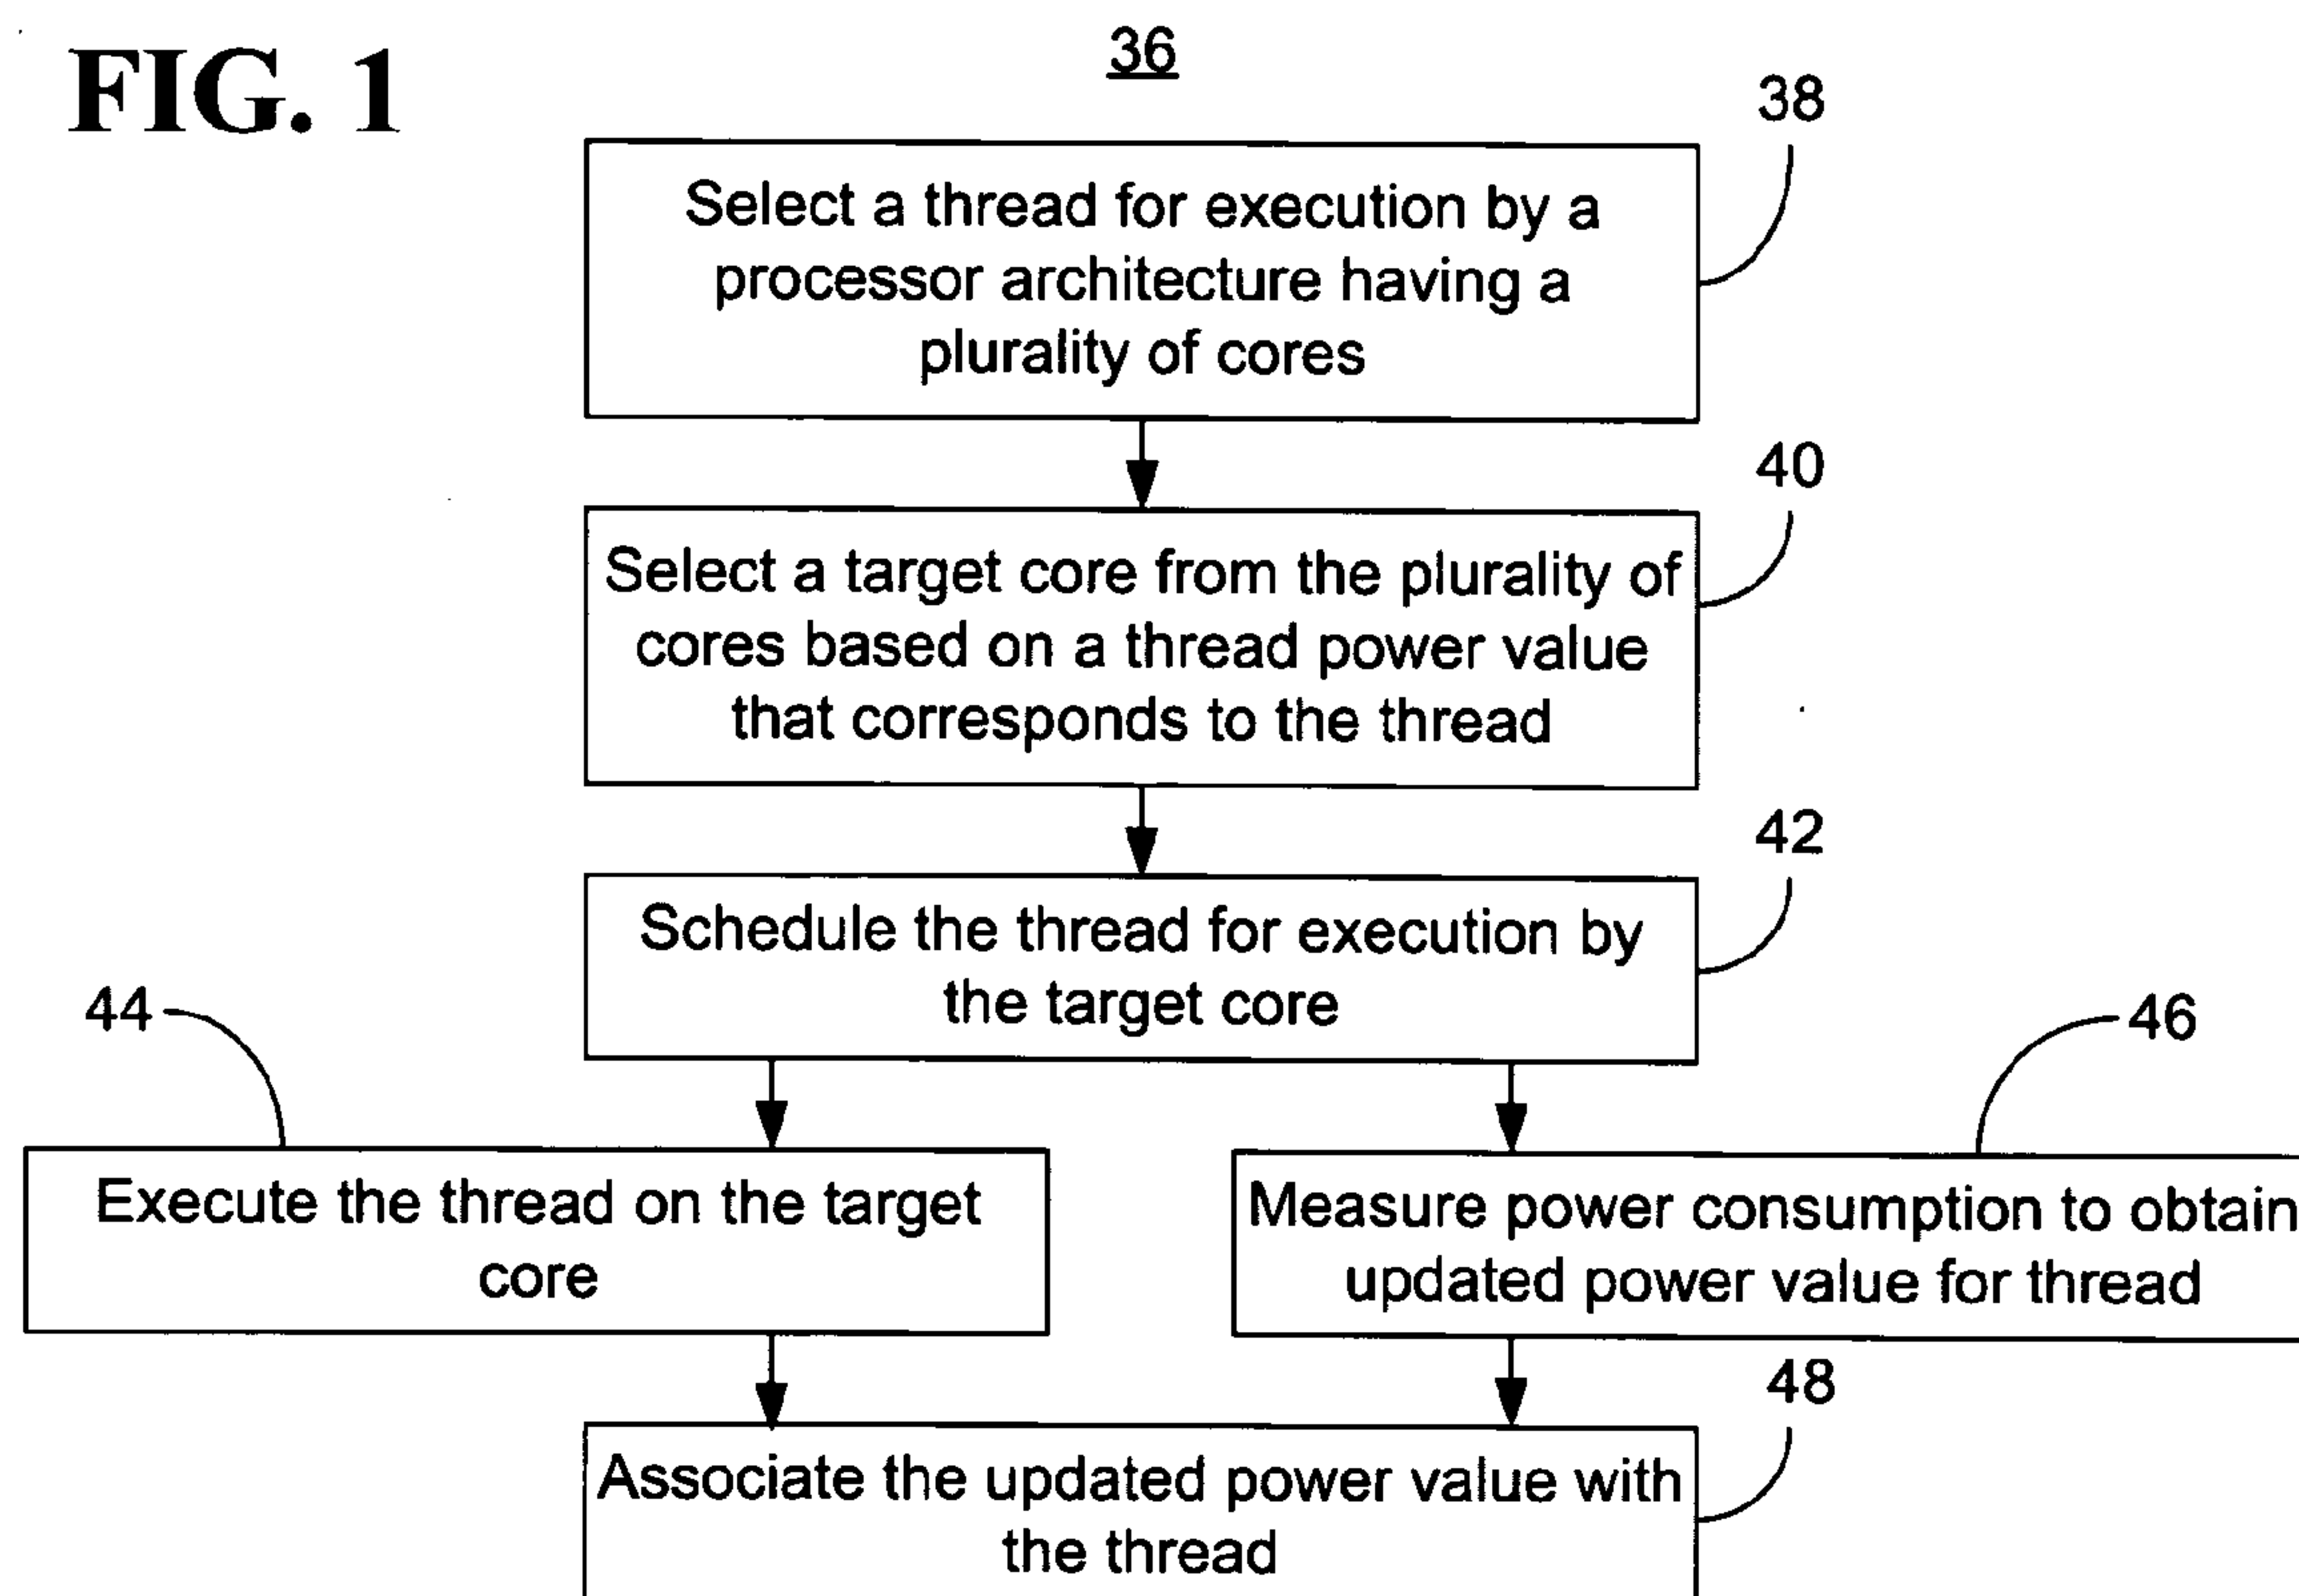 FIG. 1
36
38
Select a thread for execution by a
processor architecture having a
plurality of cores
40
Select a target core from the plurality of
cores based on a thread power value
that corresponds to the thread
42
Schedule the thread for execution by
the target core
44
46
Execute the thread on the target
core
Measure power consumption to obtain
updated power value for thread
48
Associate the updated power value with
the thread